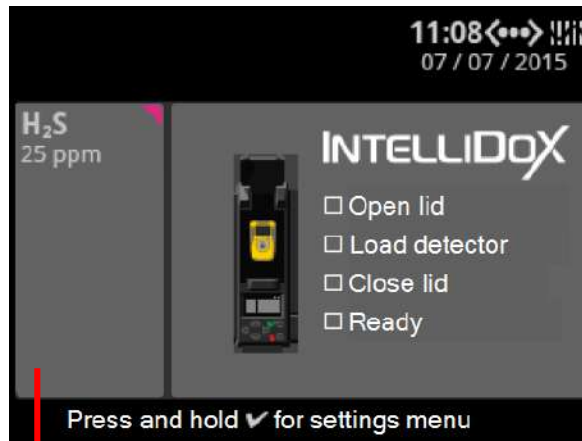 11:08
07 / 07 / 2015
H₂S
25 ppm
INTELLIDOX
☐ Open lid
☐ Load detector
☐ Close lid
☐ Ready
Press and hold ✔ for settings menu